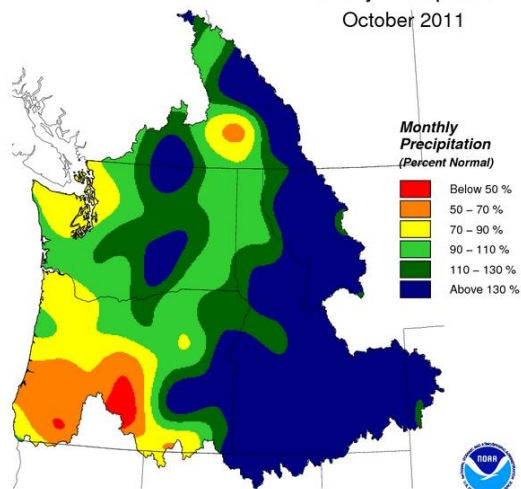 October 2011
Monthly
Precipitation
(Percent Normal)
Below 50 %
50 – 70 %
70 – 90 %
90 – 110 %
110 – 130 %
Above 130 %
NOAA